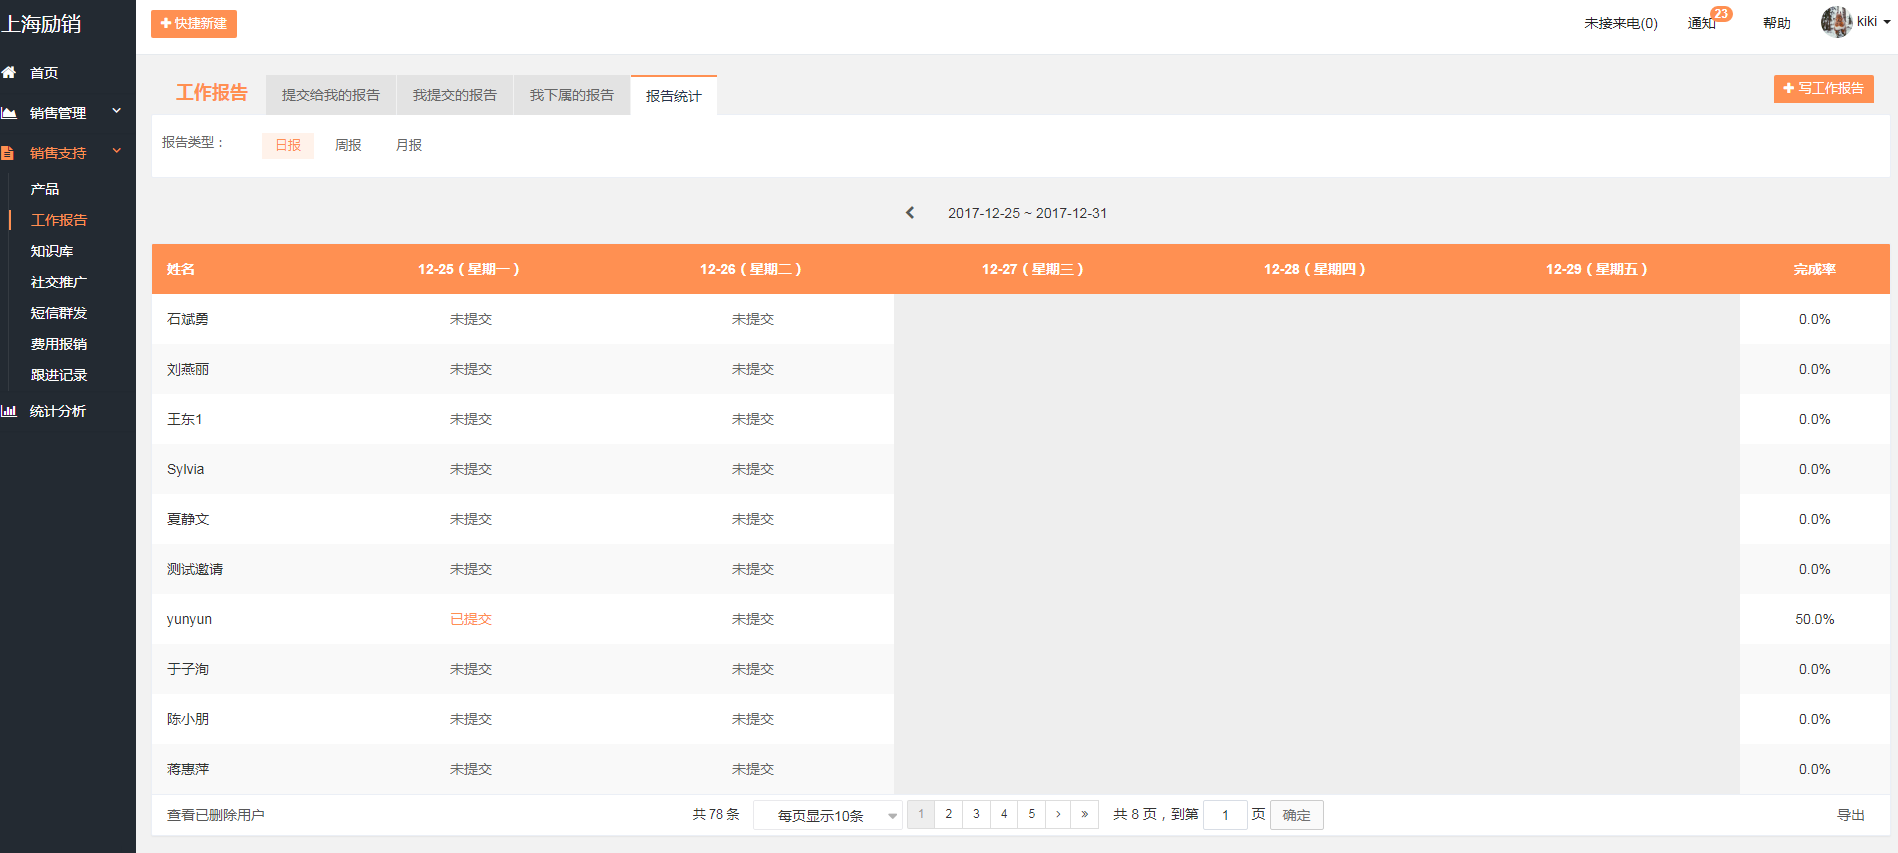 上海励销
快捷新建
未接来电(0)
通知
23
帮助
kiki
首页
销售管理
销售支持
产品
工作报告
知识库
社交推广
短信群发
费用报销
跟进记录
统计分析
工作报告
提交给我的报告
我提交的报告
我下属的报告
报告统计
写工作报告
报告类型：
日报
周报
月报
2017-12-25 ~ 2017-12-31
姓名 12-25（星期一） 12-26（星期二） 12-27（星期三） 12-28（星期四） 12-29（星期五） 完成率
石斌勇 未提交 未提交 0.0%
刘燕丽 未提交 未提交 0.0%
王东1 未提交 未提交 0.0%
Sylvia 未提交 未提交 0.0%
夏静文 未提交 未提交 0.0%
测试邀请 未提交 未提交 0.0%
yunyun 已提交 未提交 50.0%
于子洵 未提交 未提交 0.0%
陈小朋 未提交 未提交 0.0%
蒋惠萍 未提交 未提交 0.0%
查看已删除用户 共 78 条 每页显示10条 1 2 3 4 5 › » 共 8 页，到第 1 页 确定 导出